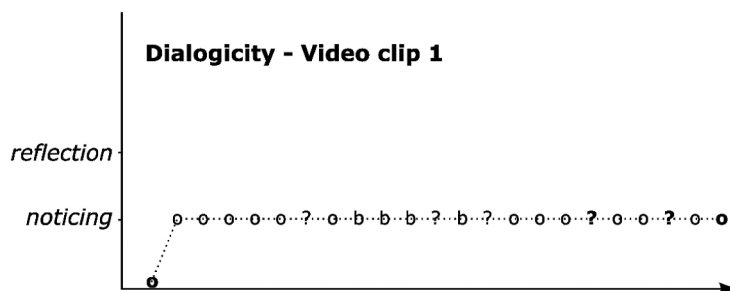 Dialogicity - Video clip 1
reflection
noticing o o o o o ? o b b b ? b ? o o o ? o o ? o o
o